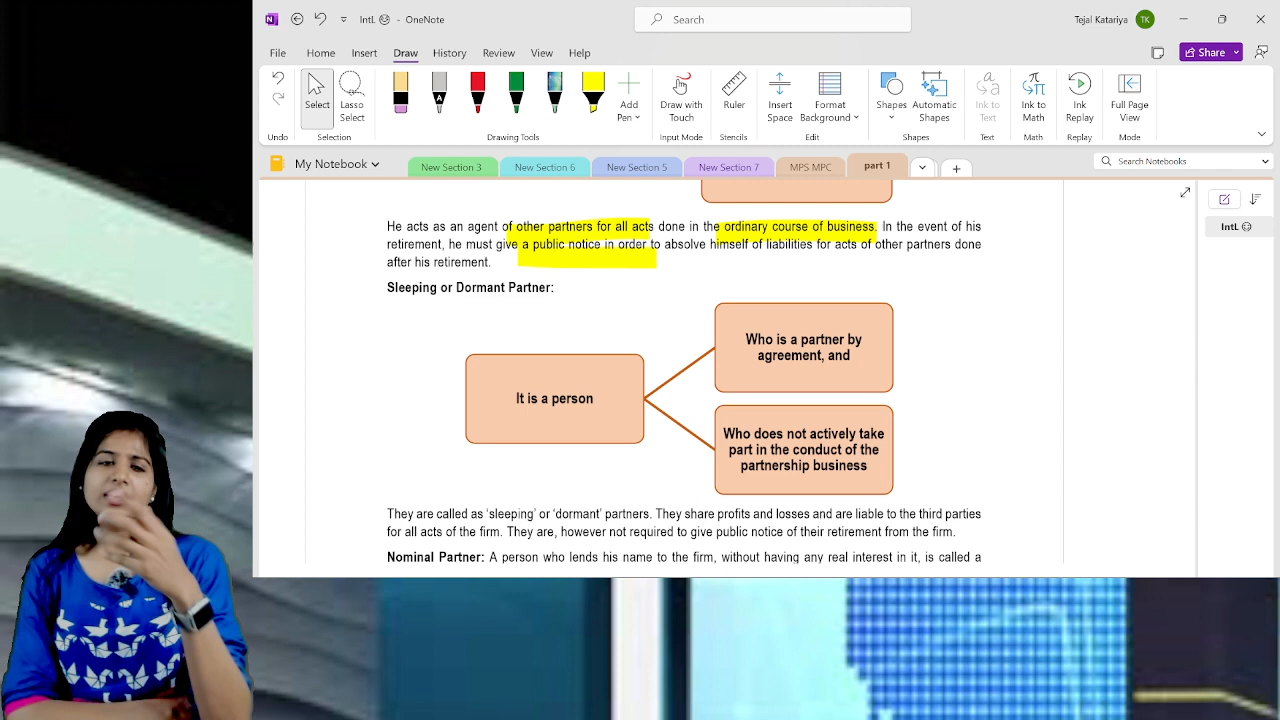 IntL ☺ - OneNote
Search
Tejal Katariya
TK
File Home Insert Draw History Review View Help
Share
Select
Lasso
Select
A
Add
Pen
Draw with
Touch
Ruler
Insert
Space
Format
Background
Shapes
Automatic
Shapes
Ink to
Text
Ink to
Math
Ink
Replay
Full Page
View
Undo Selection Drawing Tools Input Mode Stencils Edit Shapes Text Math Replay Mode
My Notebook
New Section 3
New Section 6
New Section 5
New Section 7
MPS MPC
part 1
Search Notebooks
IntL ☺
He acts as an agent of other partners for all acts done in the ordinary course of business. In the event of his
retirement, he must give a public notice in order to absolve himself of liabilities for acts of other partners done
after his retirement.
Sleeping or Dormant Partner:
It is a person
Who is a partner by
agreement, and
Who does not actively take
part in the conduct of the
partnership business
They are called as ‘sleeping’ or ‘dormant’ partners. They share profits and losses and are liable to the third parties
for all acts of the firm. They are, however not required to give public notice of their retirement from the firm.
Nominal Partner: A person who lends his name to the firm, without having any real interest in it, is called a